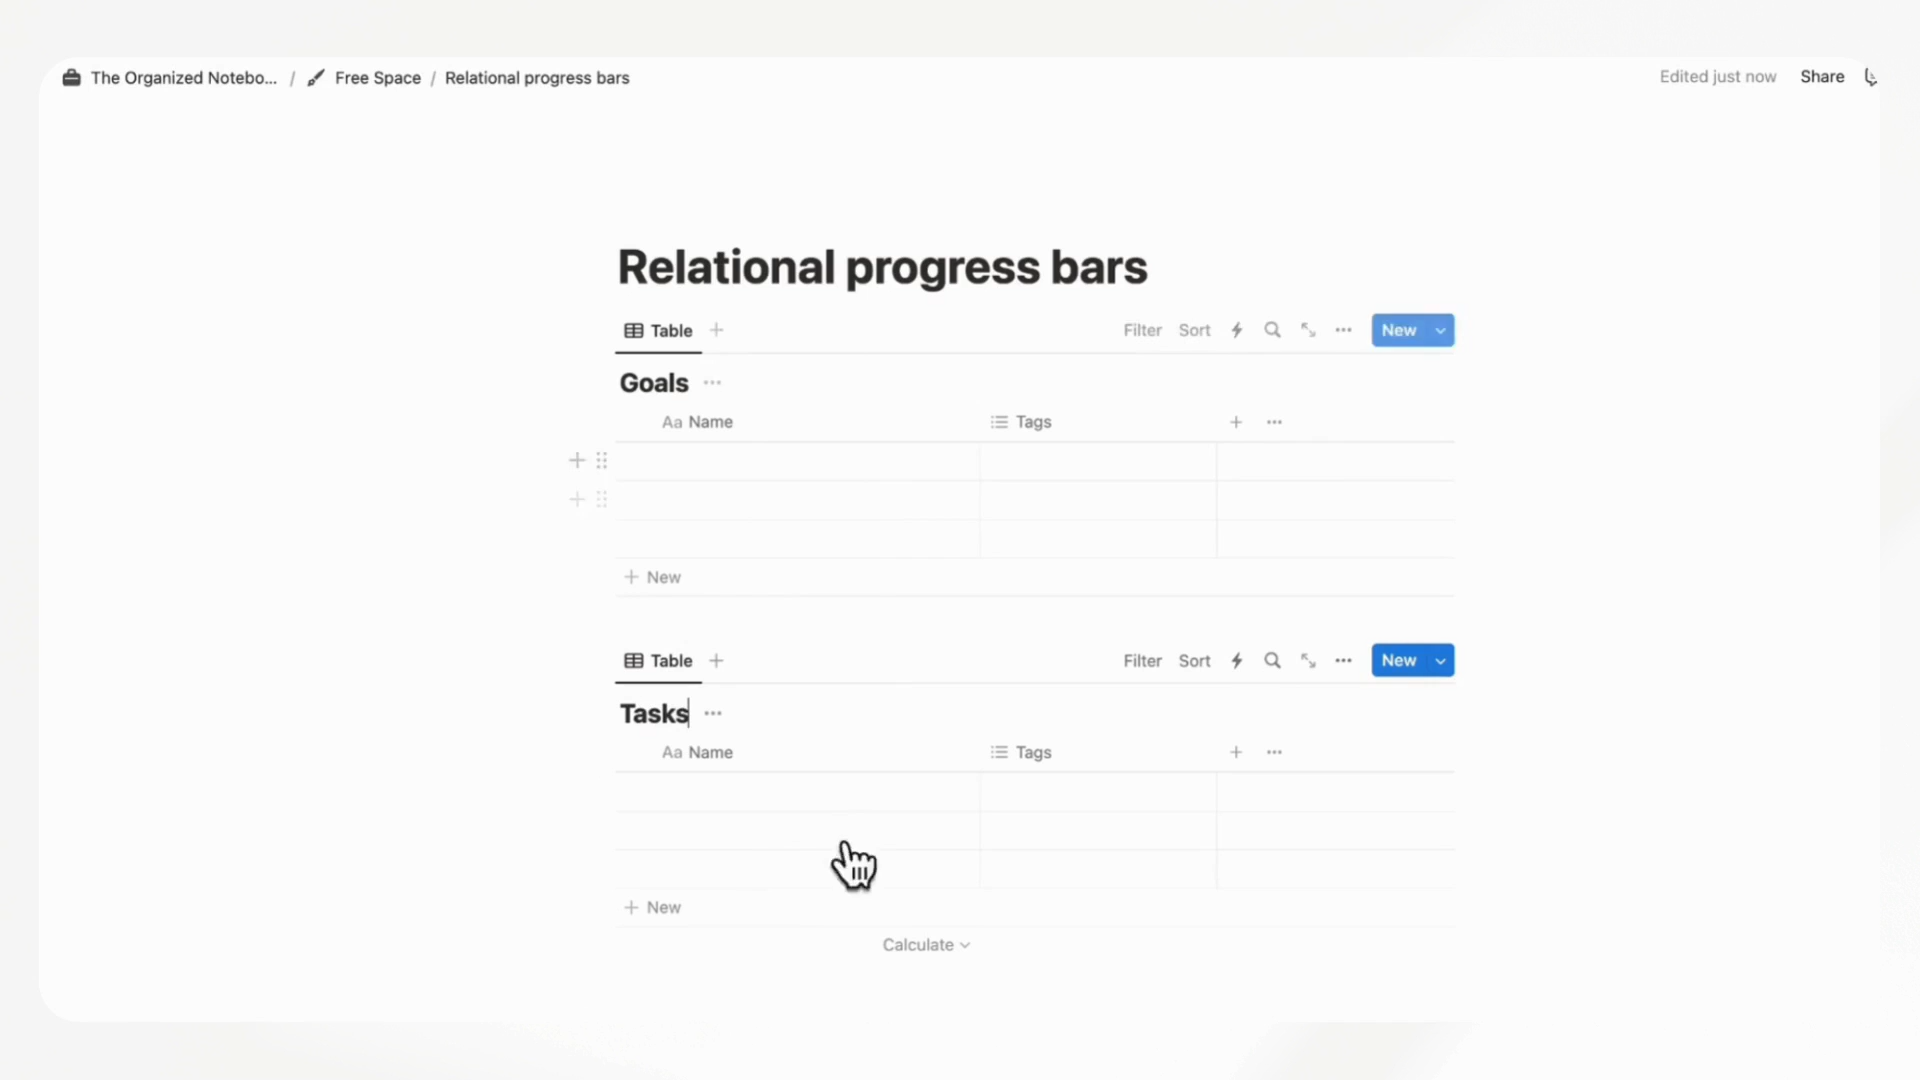 The Organized Notebo... / Free Space / Relational progress bars
Edited just now Share
Relational progress bars
Table
Filter Sort New
Goals
Aa Name Tags
New
Table
Filter Sort New
Tasks
Aa Name Tags
New
Calculate